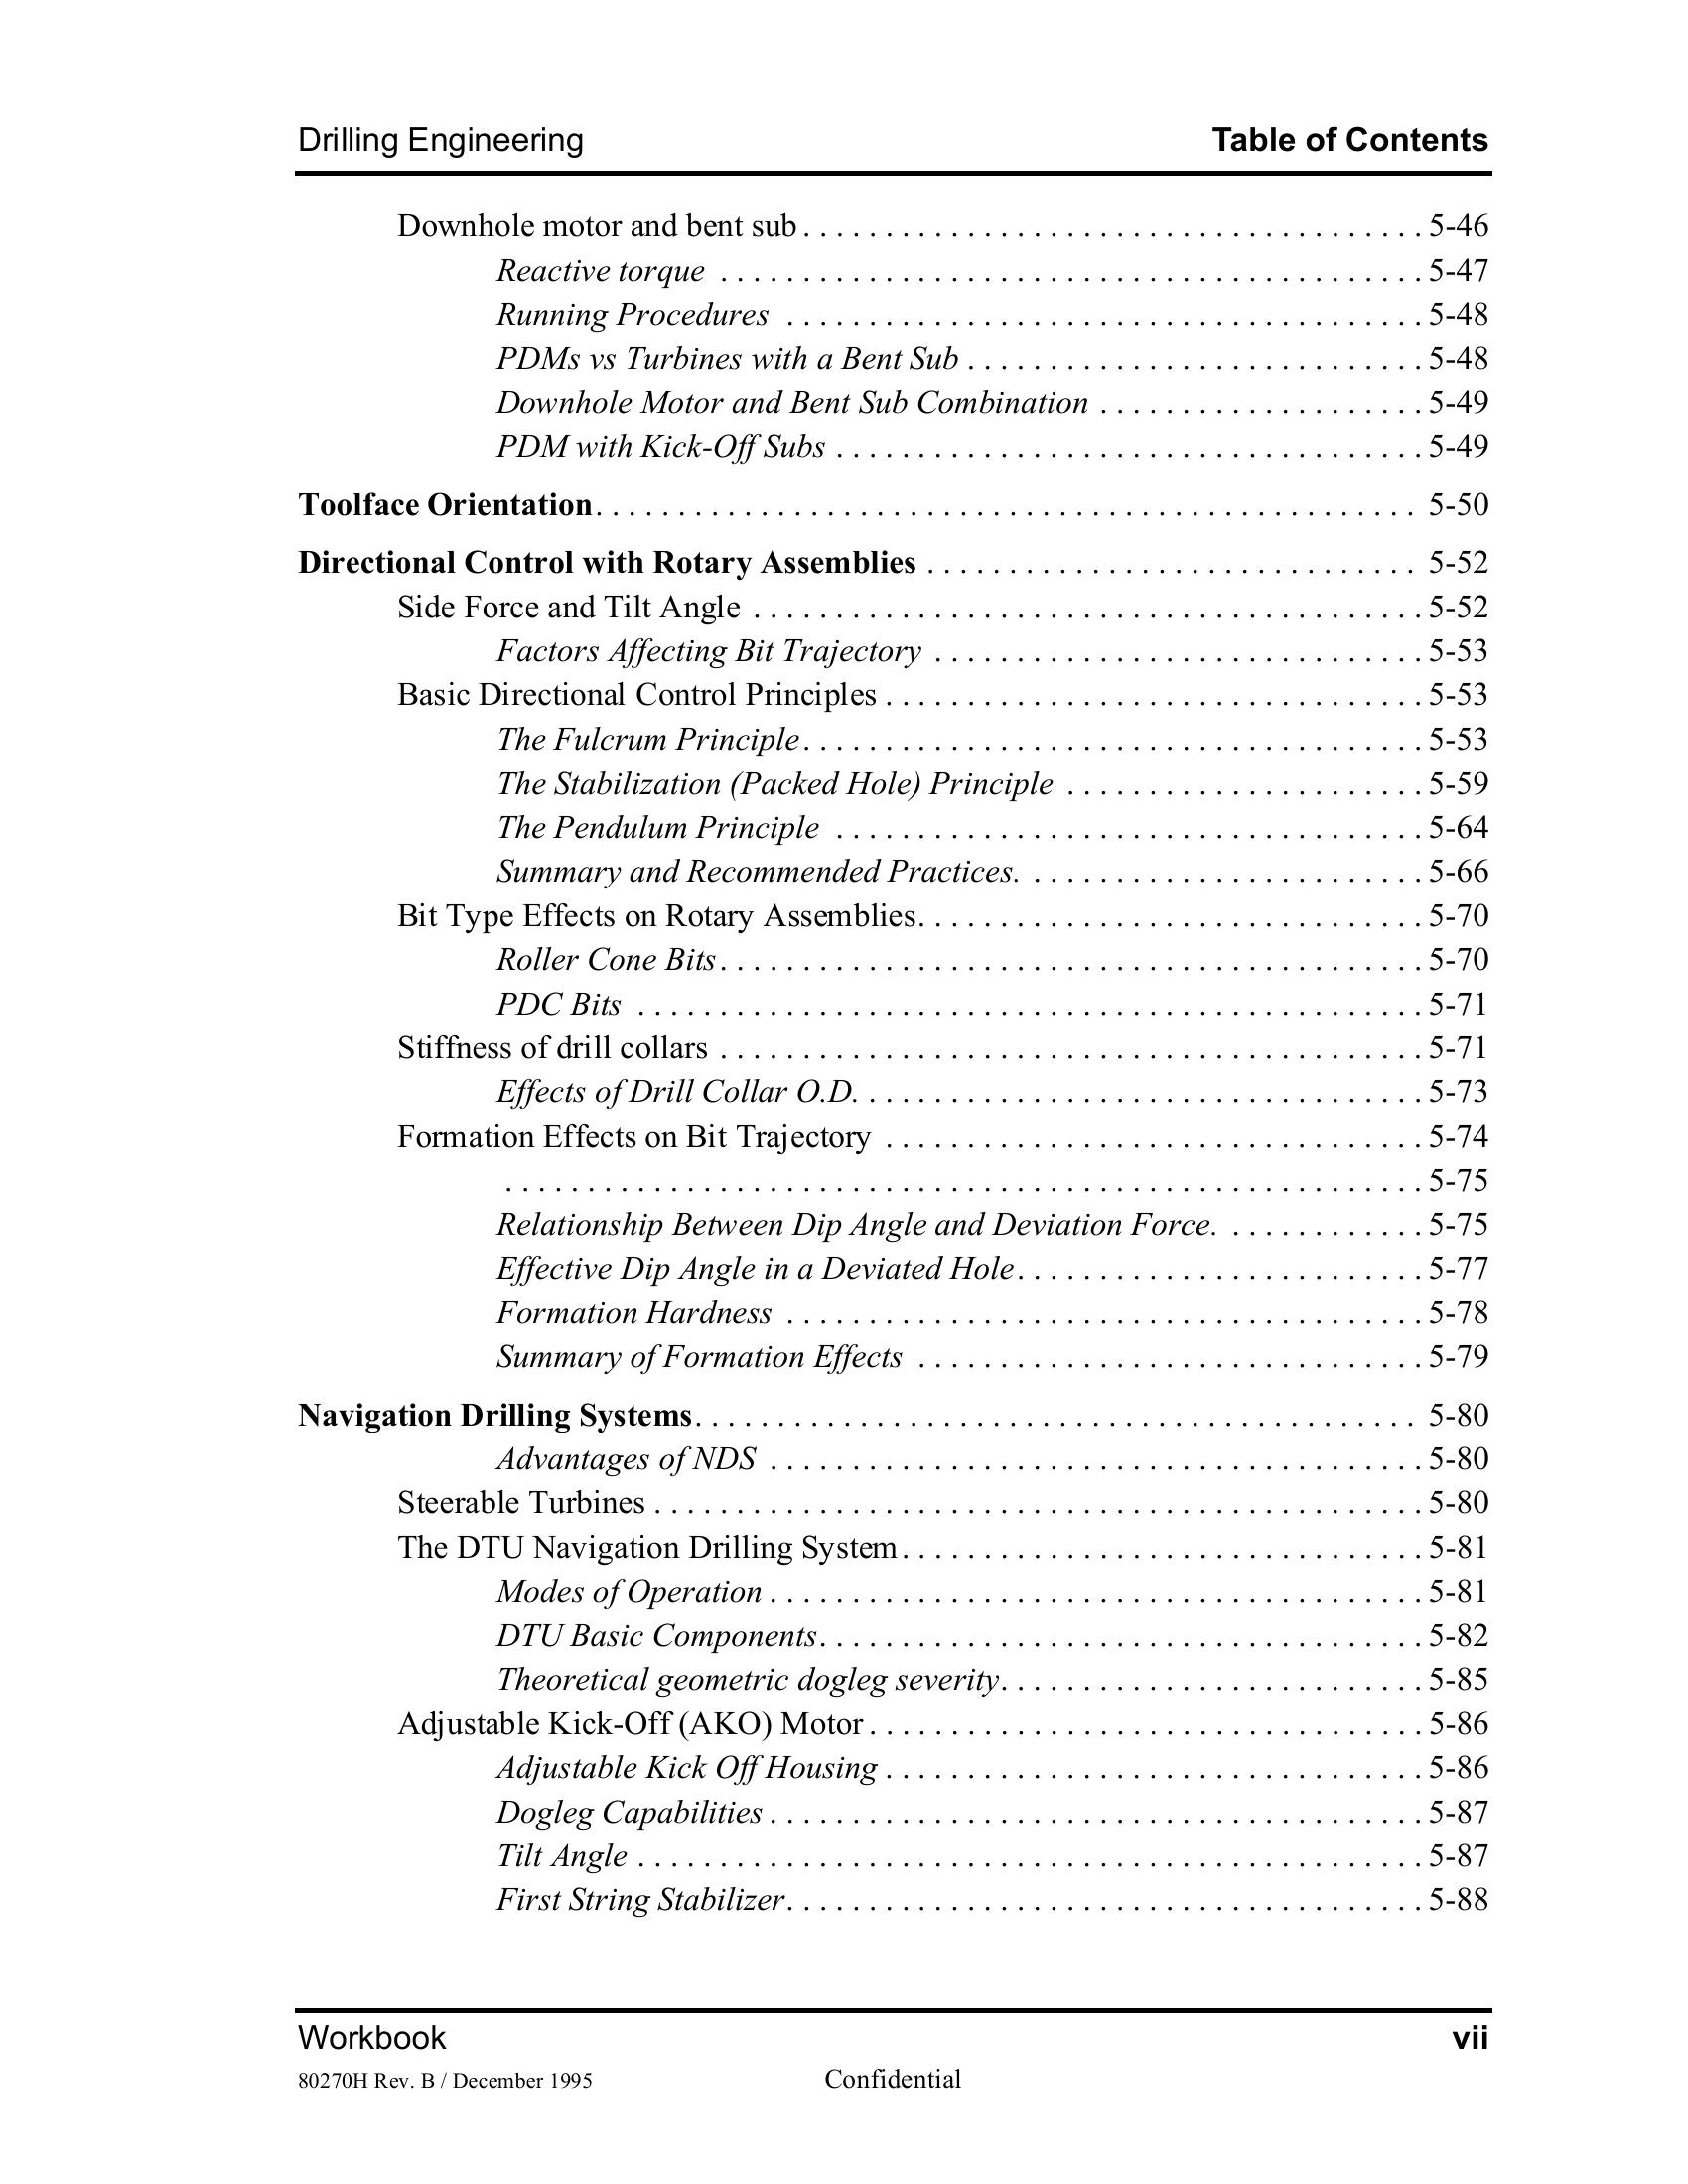 Drilling Engineering Table of Contents
Downhole motor and bent sub . . . . . . . . . . . . . . . . . . . . . . . . . . . . . . . . . . . . . . 5-46
Reactive torque . . . . . . . . . . . . . . . . . . . . . . . . . . . . . . . . . . . . . . . . . . . 5-47
Running Procedures . . . . . . . . . . . . . . . . . . . . . . . . . . . . . . . . . . . . . . . 5-48
PDMs vs Turbines with a Bent Sub . . . . . . . . . . . . . . . . . . . . . . . . . . . . 5-48
Downhole Motor and Bent Sub Combination . . . . . . . . . . . . . . . . . . . . 5-49
PDM with Kick-Off Subs . . . . . . . . . . . . . . . . . . . . . . . . . . . . . . . . . . . . 5-49
Toolface Orientation. . . . . . . . . . . . . . . . . . . . . . . . . . . . . . . . . . . . . . . . . . . . . . . . . . 5-50
Directional Control with Rotary Assemblies . . . . . . . . . . . . . . . . . . . . . . . . . . . . . . 5-52
Side Force and Tilt Angle . . . . . . . . . . . . . . . . . . . . . . . . . . . . . . . . . . . . . . . . . 5-52
Factors Affecting Bit Trajectory . . . . . . . . . . . . . . . . . . . . . . . . . . . . . . 5-53
Basic Directional Control Principles . . . . . . . . . . . . . . . . . . . . . . . . . . . . . . . . . 5-53
The Fulcrum Principle. . . . . . . . . . . . . . . . . . . . . . . . . . . . . . . . . . . . . . 5-53
The Stabilization (Packed Hole) Principle . . . . . . . . . . . . . . . . . . . . . . 5-59
The Pendulum Principle . . . . . . . . . . . . . . . . . . . . . . . . . . . . . . . . . . . . 5-64
Summary and Recommended Practices. . . . . . . . . . . . . . . . . . . . . . . . . 5-66
Bit Type Effects on Rotary Assemblies. . . . . . . . . . . . . . . . . . . . . . . . . . . . . . . 5-70
Roller Cone Bits. . . . . . . . . . . . . . . . . . . . . . . . . . . . . . . . . . . . . . . . . . . 5-70
PDC Bits . . . . . . . . . . . . . . . . . . . . . . . . . . . . . . . . . . . . . . . . . . . . . . . . 5-71
Stiffness of drill collars . . . . . . . . . . . . . . . . . . . . . . . . . . . . . . . . . . . . . . . . . . . 5-71
Effects of Drill Collar O.D. . . . . . . . . . . . . . . . . . . . . . . . . . . . . . . . . . . 5-73
Formation Effects on Bit Trajectory . . . . . . . . . . . . . . . . . . . . . . . . . . . . . . . . . 5-74
. . . . . . . . . . . . . . . . . . . . . . . . . . . . . . . . . . . . . . . . . . . . . . . . . . . . . . . . 5-75
Relationship Between Dip Angle and Deviation Force. . . . . . . . . . . . . 5-75
Effective Dip Angle in a Deviated Hole. . . . . . . . . . . . . . . . . . . . . . . . . 5-77
Formation Hardness . . . . . . . . . . . . . . . . . . . . . . . . . . . . . . . . . . . . . . . 5-78
Summary of Formation Effects . . . . . . . . . . . . . . . . . . . . . . . . . . . . . . . 5-79
Navigation Drilling Systems. . . . . . . . . . . . . . . . . . . . . . . . . . . . . . . . . . . . . . . . . . . . 5-80
Advantages of NDS . . . . . . . . . . . . . . . . . . . . . . . . . . . . . . . . . . . . . . . . 5-80
Steerable Turbines . . . . . . . . . . . . . . . . . . . . . . . . . . . . . . . . . . . . . . . . . . . . . . . 5-80
The DTU Navigation Drilling System. . . . . . . . . . . . . . . . . . . . . . . . . . . . . . . . 5-81
Modes of Operation . . . . . . . . . . . . . . . . . . . . . . . . . . . . . . . . . . . . . . . . 5-81
DTU Basic Components. . . . . . . . . . . . . . . . . . . . . . . . . . . . . . . . . . . . . 5-82
Theoretical geometric dogleg severity. . . . . . . . . . . . . . . . . . . . . . . . . . 5-85
Adjustable Kick-Off (AKO) Motor . . . . . . . . . . . . . . . . . . . . . . . . . . . . . . . . . . 5-86
Adjustable Kick Off Housing . . . . . . . . . . . . . . . . . . . . . . . . . . . . . . . . . 5-86
Dogleg Capabilities . . . . . . . . . . . . . . . . . . . . . . . . . . . . . . . . . . . . . . . . 5-87
Tilt Angle . . . . . . . . . . . . . . . . . . . . . . . . . . . . . . . . . . . . . . . . . . . . . . . . 5-87
First String Stabilizer. . . . . . . . . . . . . . . . . . . . . . . . . . . . . . . . . . . . . . . 5-88
Workbook vii
80270H Rev. B / December 1995 Confidential